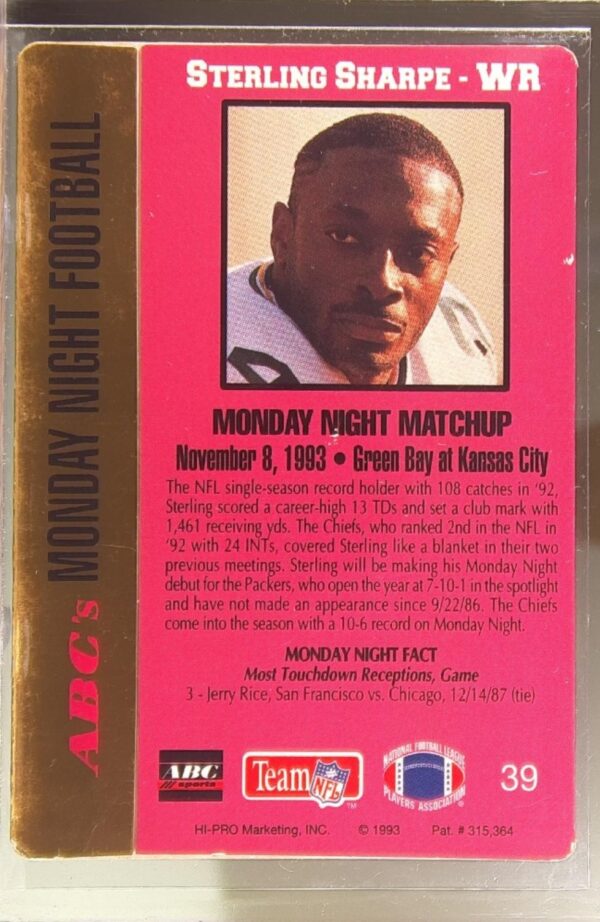 ABC's MONDAY NIGHT FOOTBALL
STERLING SHARPE - WR
MONDAY NIGHT MATCHUP
November 8, 1993 • Green Bay at Kansas City
The NFL single-season record holder with 108 catches in '92,
Sterling scored a career-high 13 TDs and set a club mark with
1,461 receiving yds. The Chiefs, who ranked 2nd in the NFL in
'92 with 24 INTs, covered Sterling like a blanket in their two
previous meetings. Sterling will be making his Monday Night
debut for the Packers, who open the year at 7-10-1 in the spotlight
and have not made an appearance since 9/22/86. The Chiefs
come into the season with a 10-6 record on Monday Night.
MONDAY NIGHT FACT
Most Touchdown Receptions, Game
3 - Jerry Rice, San Francisco vs. Chicago, 12/14/87 (tie)
ABC
sports
Team NFL TM
NATIONAL FOOTBALL LEAGUE
PLAYERS ASSOCIATION
39
HI-PRO Marketing, INC. © 1993 Pat. # 315,364